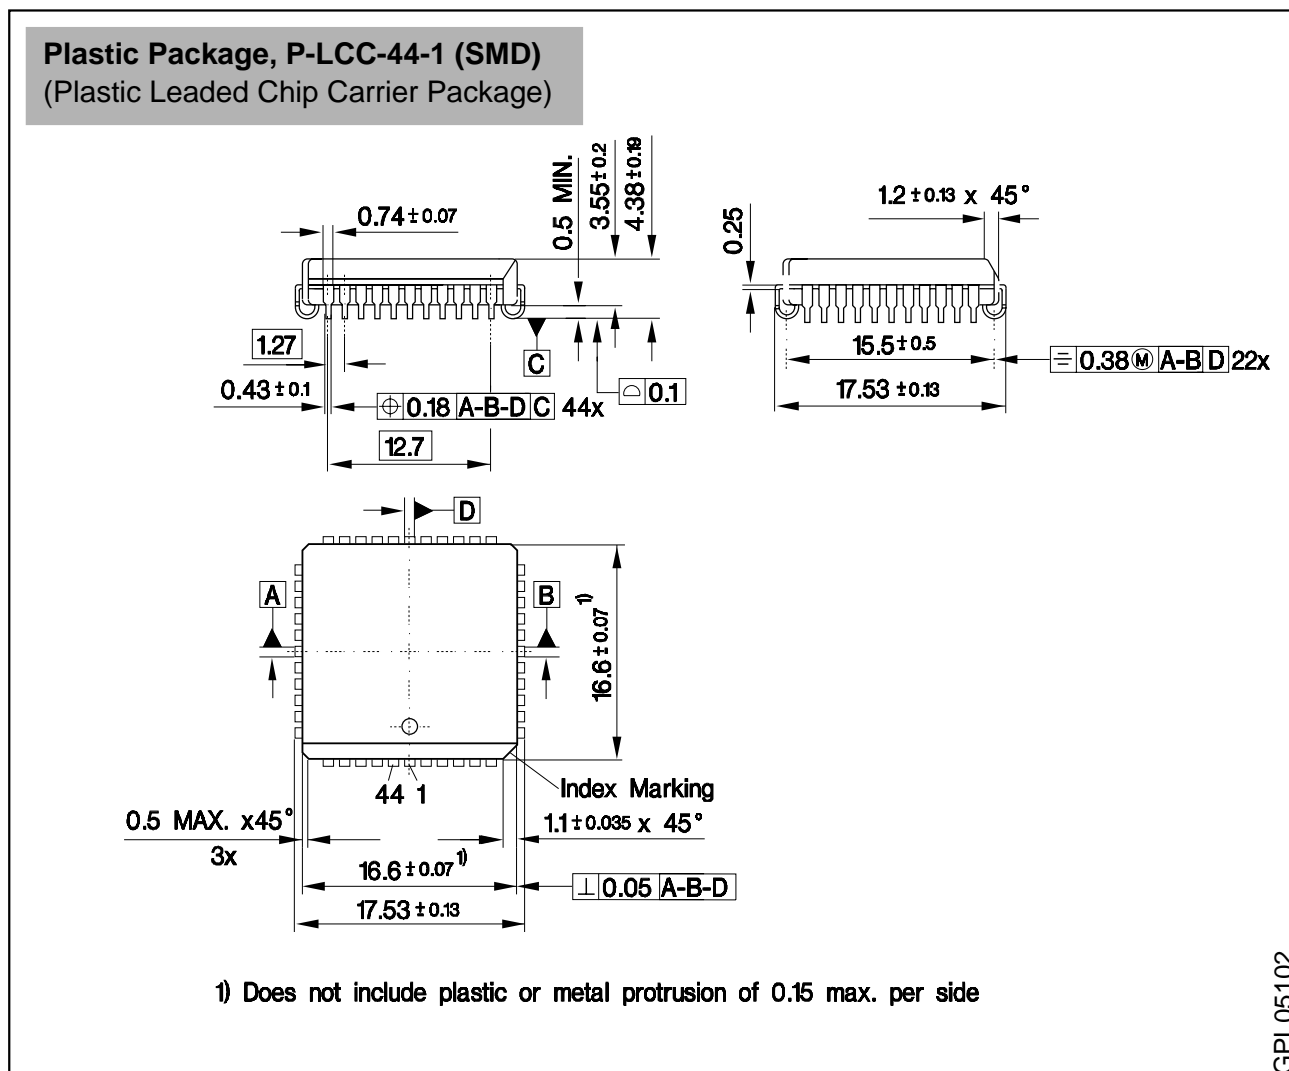 Plastic Package, P-LCC-44-1 (SMD)
(Plastic Leaded Chip Carrier Package)
0.74 ± 0.07
0.5 MIN.
3.55 ± 0.2
4.38 ± 0.19
1.27
0.43 ± 0.1
C
0.18 A-B-D C 44x
0.1
12.7
0.25
1.2 ± 0.13 x 45°
15.5 ± 0.5
0.38 Ⓜ A-B D 22x
17.53 ± 0.13
D
A
B
16.6 ± 0.07 1)
44 1
Index Marking
0.5 MAX. x45°
3x
1.1 ± 0.035 x 45°
16.6 ± 0.07 1)
⊥ 0.05 A-B-D
17.53 ± 0.13
1) Does not include plastic or metal protrusion of 0.15 max. per side
GPL05102